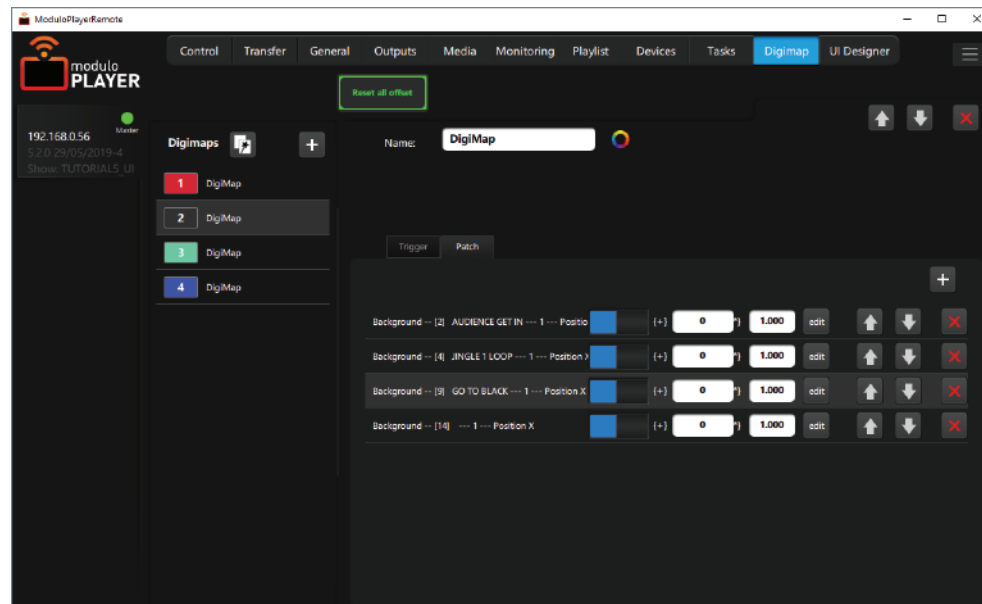 ModuloPlayerRemote
modulo
PLAYER
Control Transfer General Outputs Media Monitoring Playlist Devices Tasks Digimap UI Designer
Reset all offset
192.168.0.56 Master
5.2.0 29/05/2019-4
Show: TUTORIAL5_UI
Digimaps +
Name: DigiMap
1 DigiMap
2 DigiMap
3 DigiMap
4 DigiMap
Trigger Patch
+
Background -- [2] AUDIENCE GET IN --- 1 --- Positio {+} 0 *} 1.000 edit
Background -- [4] JINGLE 1 LOOP --- 1 --- Position X {+} 0 *} 1.000 edit
Background -- [9] GO TO BLACK --- 1 --- Position X {+} 0 *} 1.000 edit
Background -- [14] --- 1 --- Position X {+} 0 *} 1.000 edit